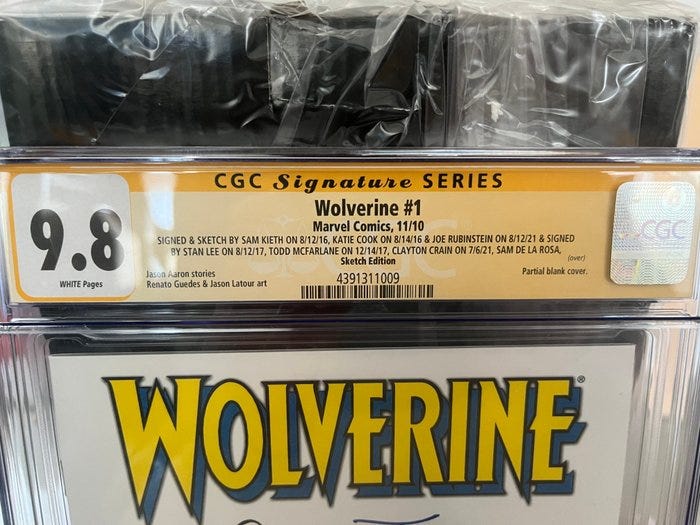 CGC Signature SERIES
9.8
WHITE Pages
Wolverine #1
Marvel Comics, 11/10
SIGNED & SKETCH BY SAM KIETH ON 8/12/16, KATIE COOK ON 8/14/16 & JOE RUBINSTEIN ON 8/12/21 & SIGNED
BY STAN LEE ON 8/12/17, TODD MCFARLANE ON 12/14/17, CLAYTON CRAIN ON 7/6/21, SAM DE LA ROSA,
(over)
Sketch Edition
Jason Aaron stories
Renato Guedes & Jason Latour art
Partial blank cover.
4391311009
CGC
WOLVERINE®